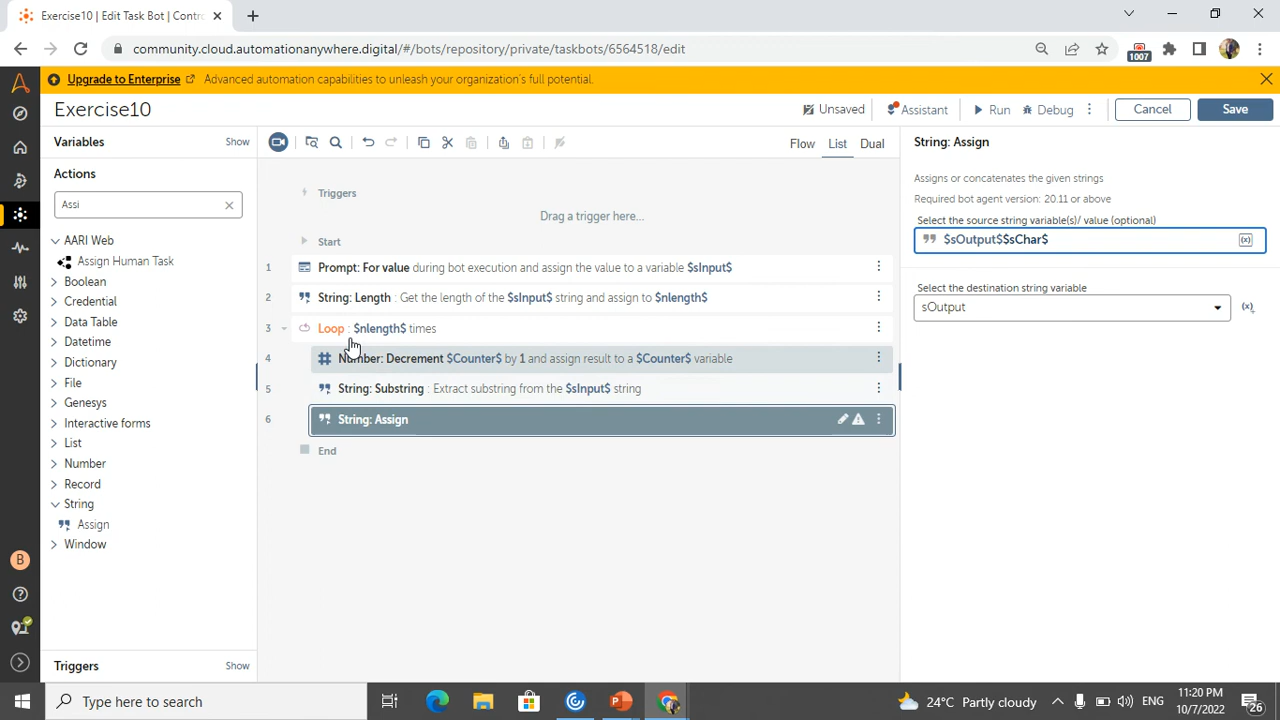 Exercise10 | Edit Task Bot | Contro
community.cloud.automationanywhere.digital/#/bots/repository/private/taskbots/6564518/edit
1007
Upgrade to Enterprise Advanced automation capabilities to unleash your organization's full potential.
Exercise10
Unsaved Assistant Run Debug Cancel Save
Variables Show
Flow List Dual
String: Assign
Actions
Assigns or concatenates the given strings
Required bot agent version: 20.11 or above
Assi
Triggers
Drag a trigger here...
Select the source string variable(s)/ value (optional)
$sOutput$$sChar$
(x)
AARI Web
Assign Human Task
Boolean
Credential
Data Table
Datetime
Dictionary
File
Genesys
Interactive forms
List
Number
Record
String
Assign
Window
Start
1 Prompt: For value during bot execution and assign the value to a variable $sInput$
2 String: Length : Get the length of the $sInput$ string and assign to $nlength$
3 Loop : $nlength$ times
4 Number: Decrement $Counter$ by 1 and assign result to a $Counter$ variable
5 String: Substring : Extract substring from the $sInput$ string
6 String: Assign
End
Select the destination string variable
sOutput
(x)
Triggers Show
B
Type here to search
24°C Partly cloudy
ENG
11:20 PM
10/7/2022
26